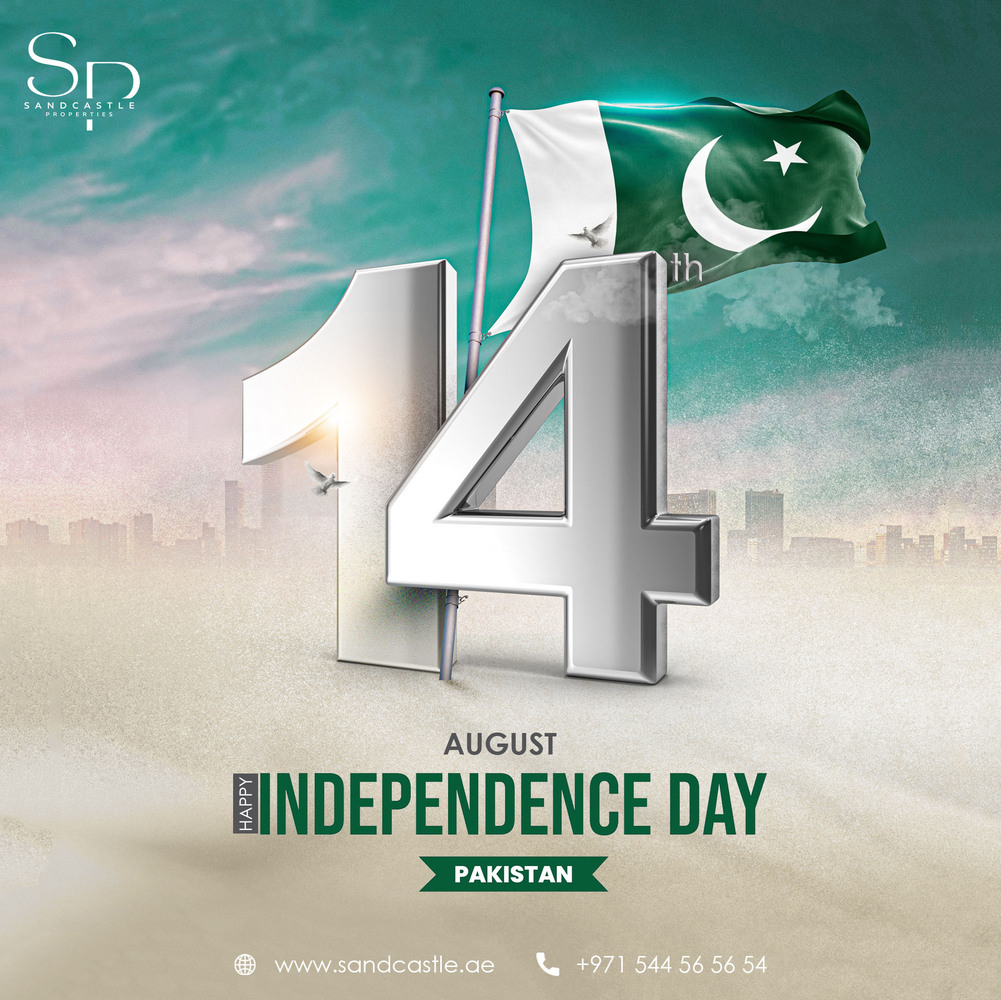 SP
SANDCASTLE
PROPERTIES
14th
AUGUST
HAPPY INDEPENDENCE DAY
PAKISTAN
www.sandcastle.ae +971 544 56 56 54